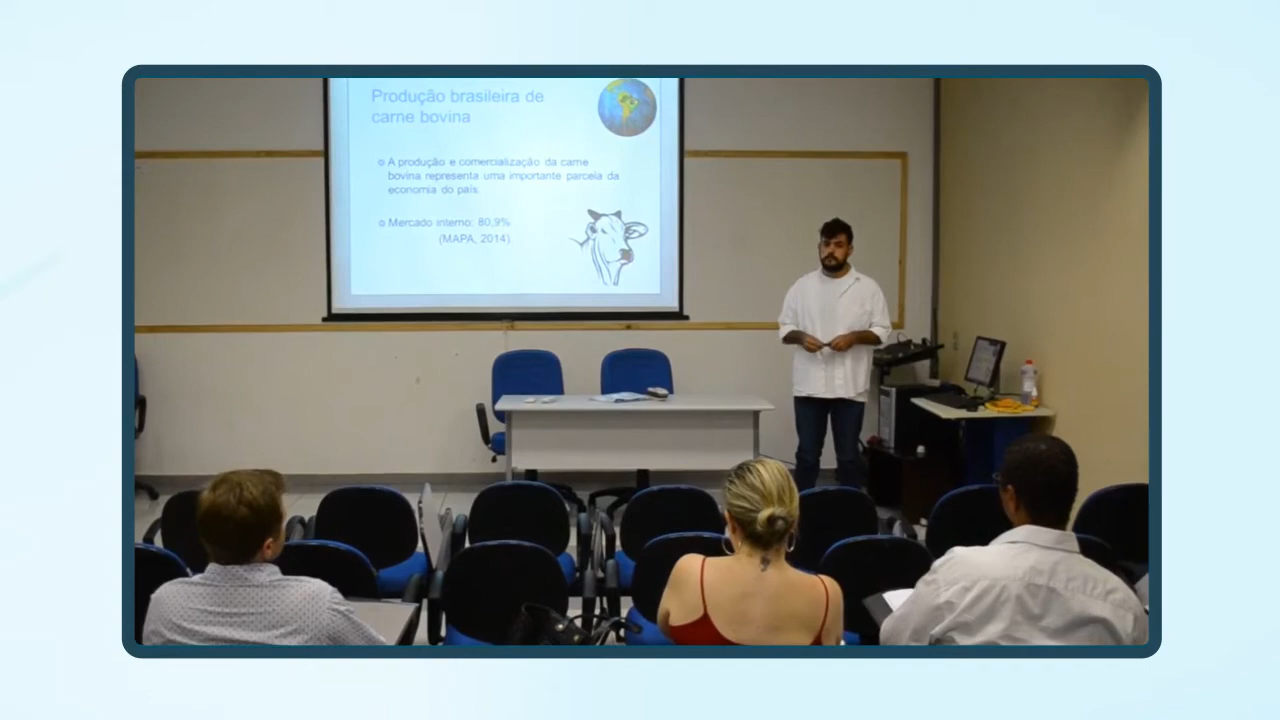 Produção brasileira de
carne bovina
A produção e comercialização da carne
bovina representa uma importante parcela da
economia do país.
Mercado interno: 80,9%
(MAPA, 2014).